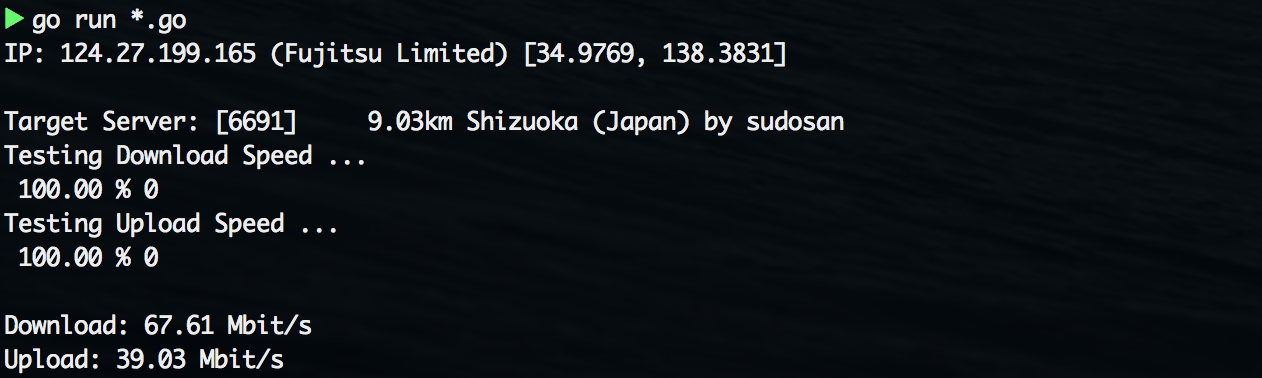 go run *.go
IP: 124.27.199.165 (Fujitsu Limited) [34.9769, 138.3831]
Target Server: [6691]     9.03km Shizuoka (Japan) by sudosan
Testing Download Speed ...
100.00 % 0
Testing Upload Speed ...
100.00 % 0
Download: 67.61 Mbit/s
Upload: 39.03 Mbit/s